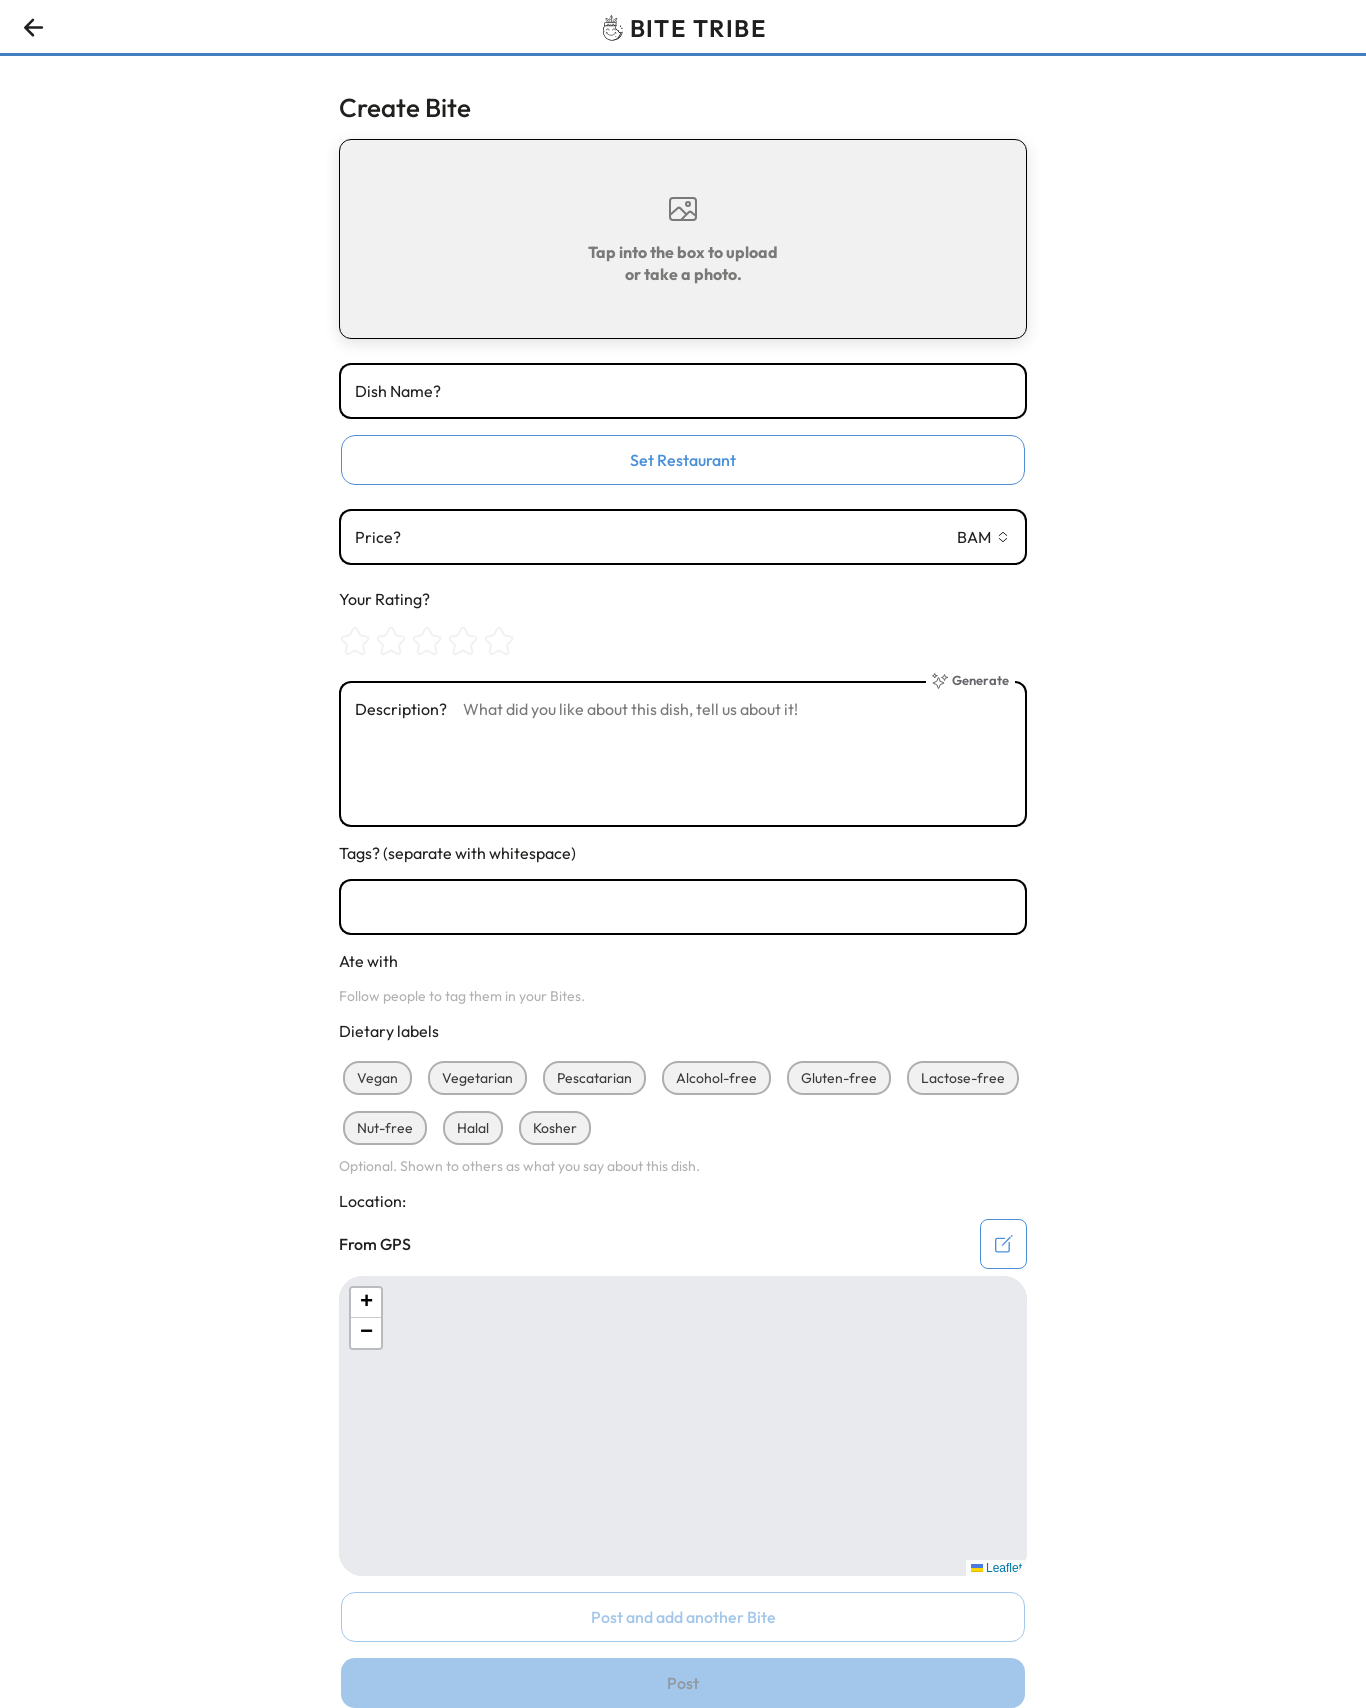 BITE TRIBE
Create Bite
Tap into the box to upload
or take a photo.
Dish Name?
Set Restaurant
Price?
BAM
Your Rating?
Generate
Description? What did you like about this dish, tell us about it!
Tags? (separate with whitespace)
Ate with
Follow people to tag them in your Bites.
Dietary labels
Vegan Vegetarian Pescatarian Alcohol-free Gluten-free Lactose-free
Nut-free Halal Kosher
Optional. Shown to others as what you say about this dish.
Location:
From GPS
+
−
Leaflet
Post and add another Bite
Post